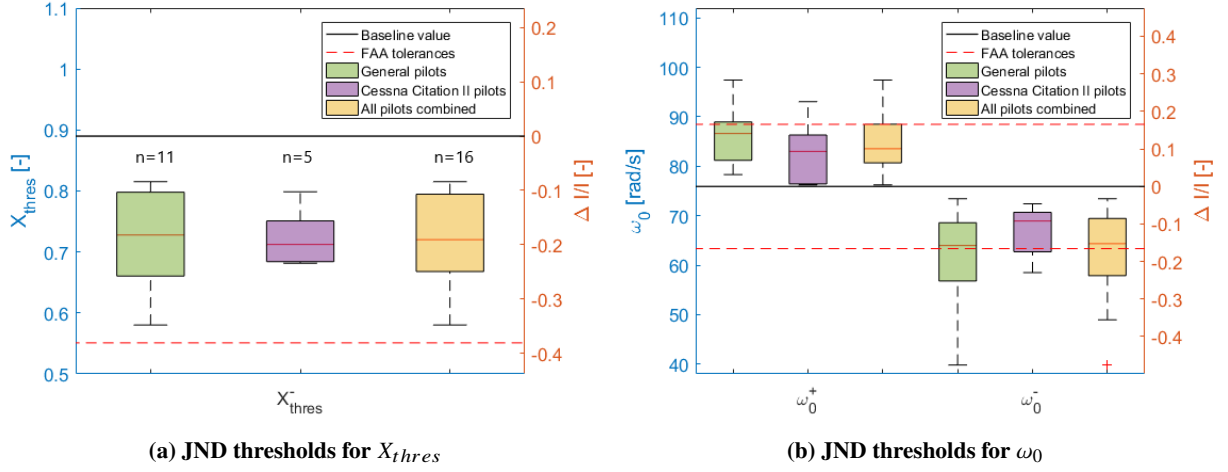 1.1
1
0.9
0.8
0.7
0.6
0.5
X_thres [-]
0.2
0.1
0
-0.1
-0.2
-0.3
-0.4
Δ I/I [-]
Baseline value
FAA tolerances
General pilots
Cessna Citation II pilots
All pilots combined
n=11
n=5
n=16
X^-_thres
(a) JND thresholds for X_thres
110
100
90
80
70
60
50
40
ω_0 [rad/s]
0.4
0.3
0.2
0.1
0
-0.1
-0.2
-0.3
-0.4
Δ I/I [-]
Baseline value
FAA tolerances
General pilots
Cessna Citation II pilots
All pilots combined
ω_0^+
ω_0^-
(b) JND thresholds for ω_0